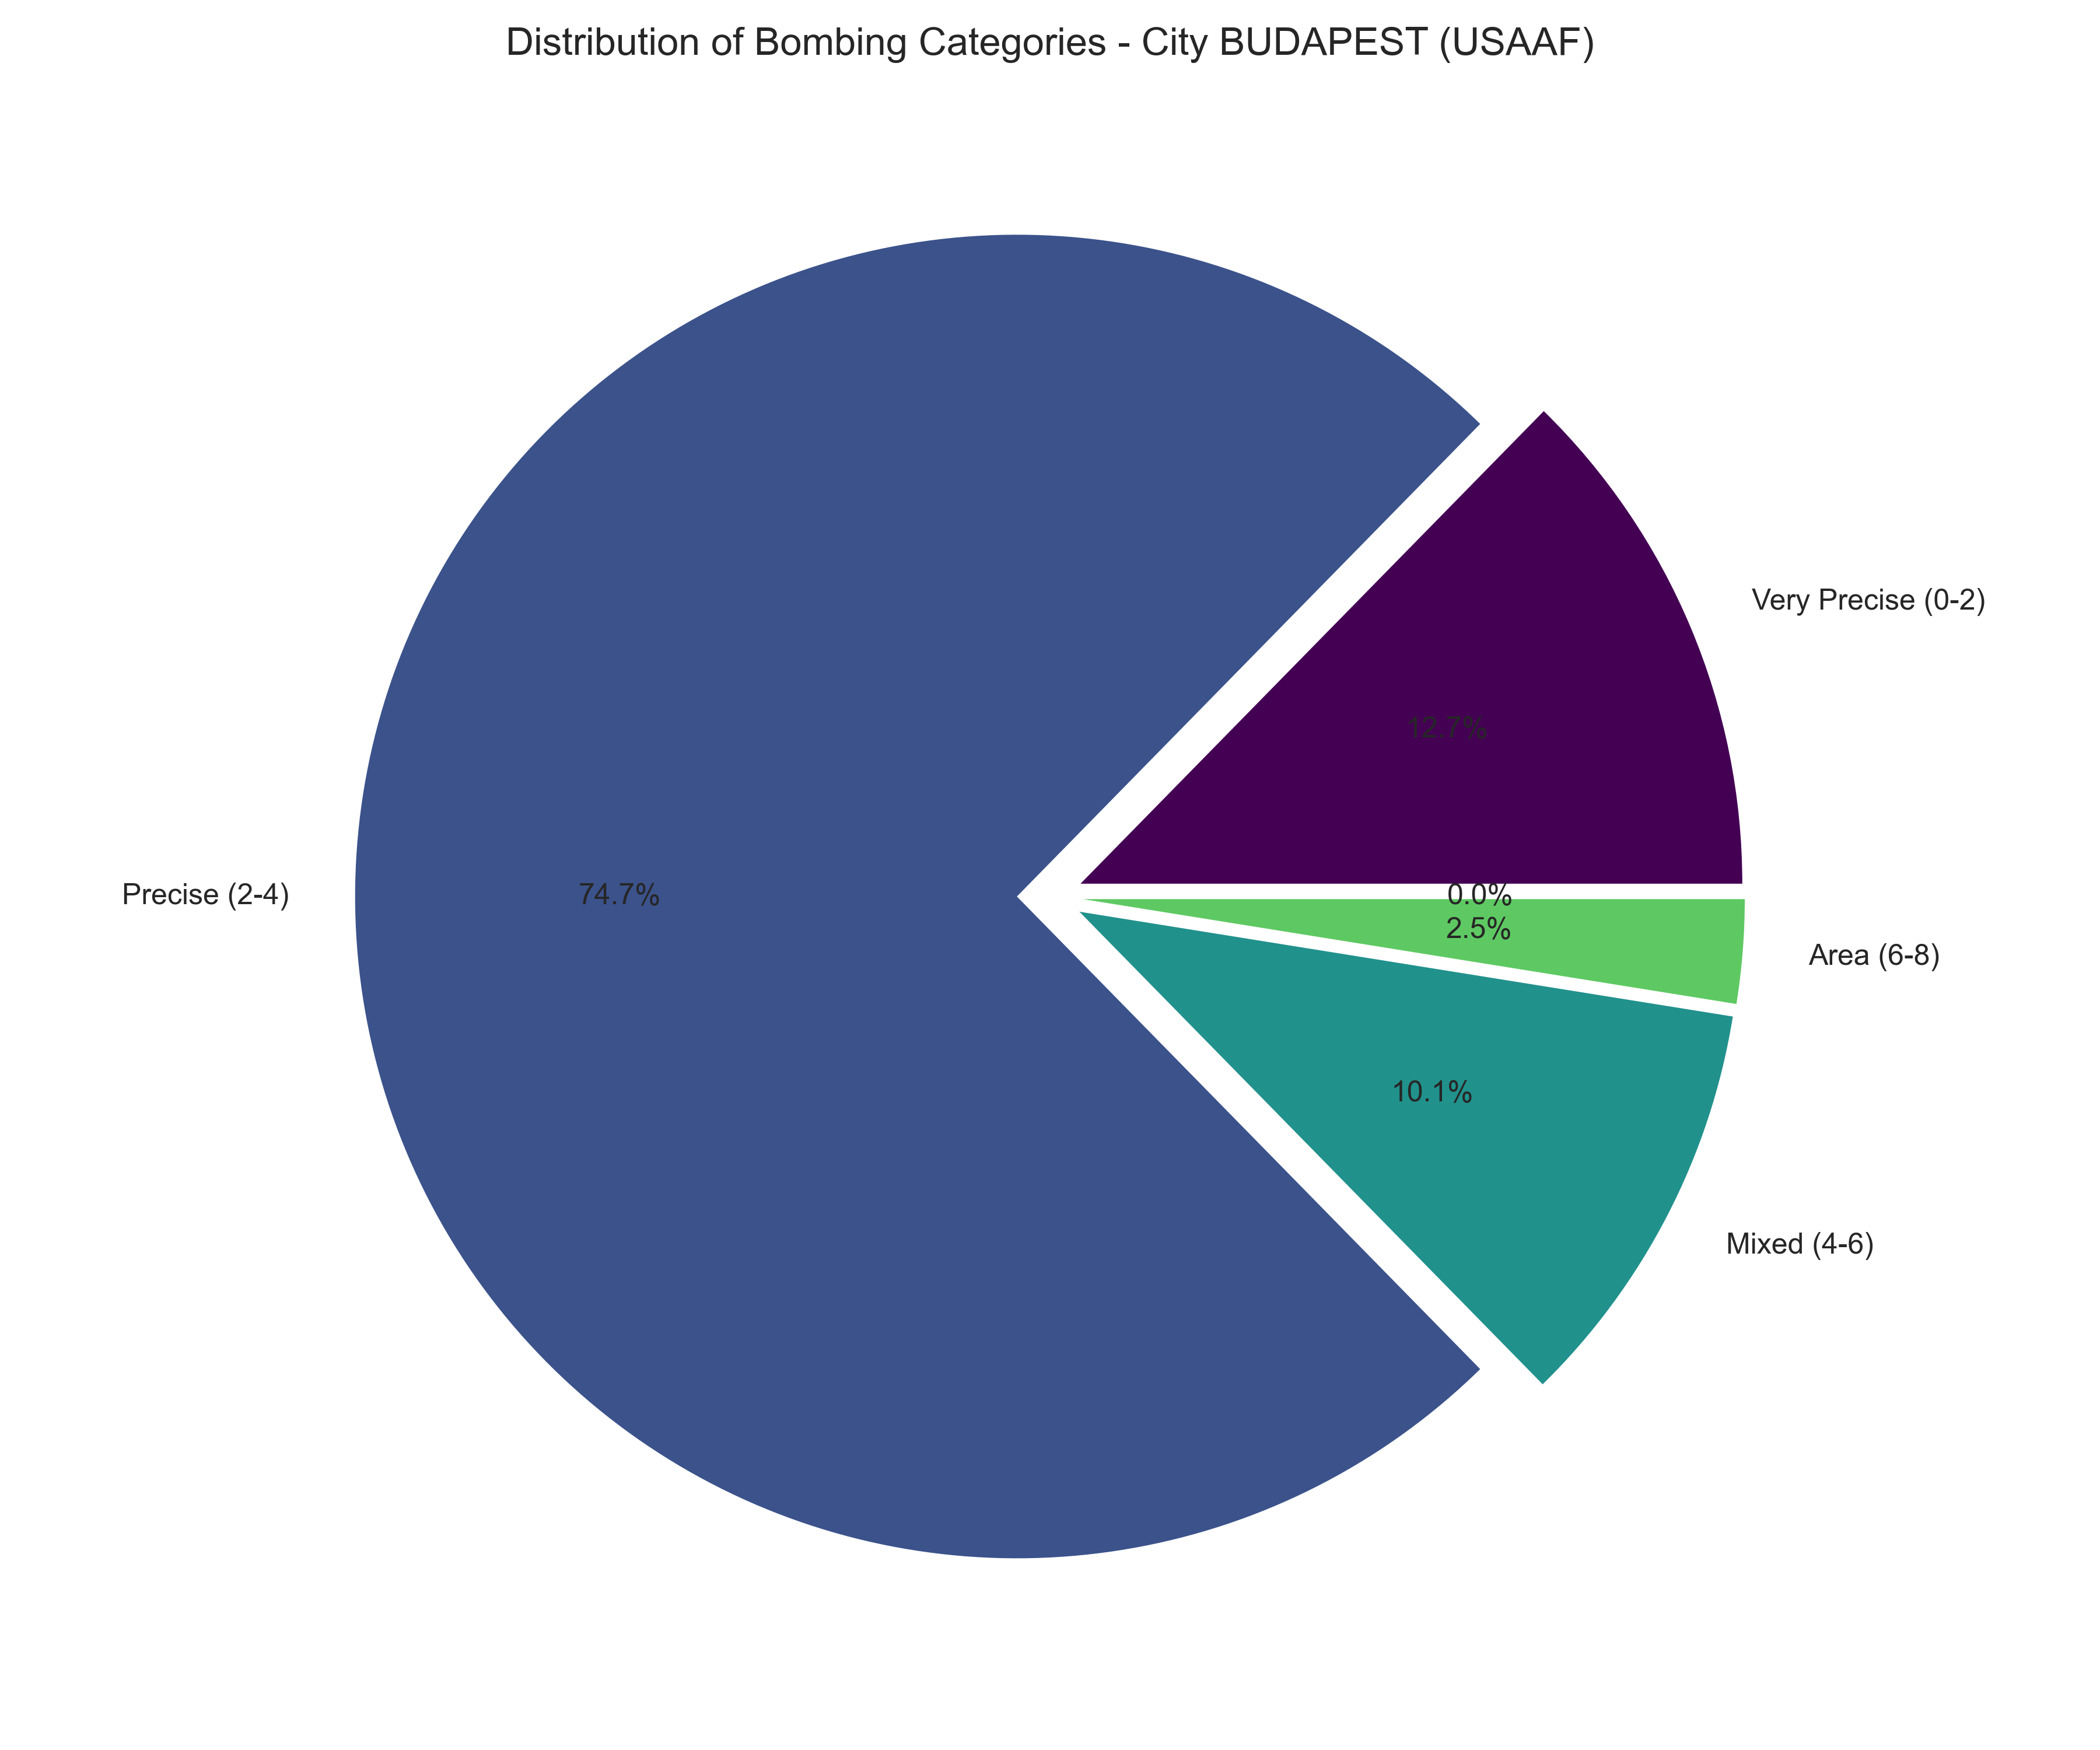 Distribution of Bombing Categories - City BUDAPEST (USAAF)
Very Precise (0-2)
12.7%
Precise (2-4)
74.7%
0.0%
2.5%
Area (6-8)
10.1%
Mixed (4-6)